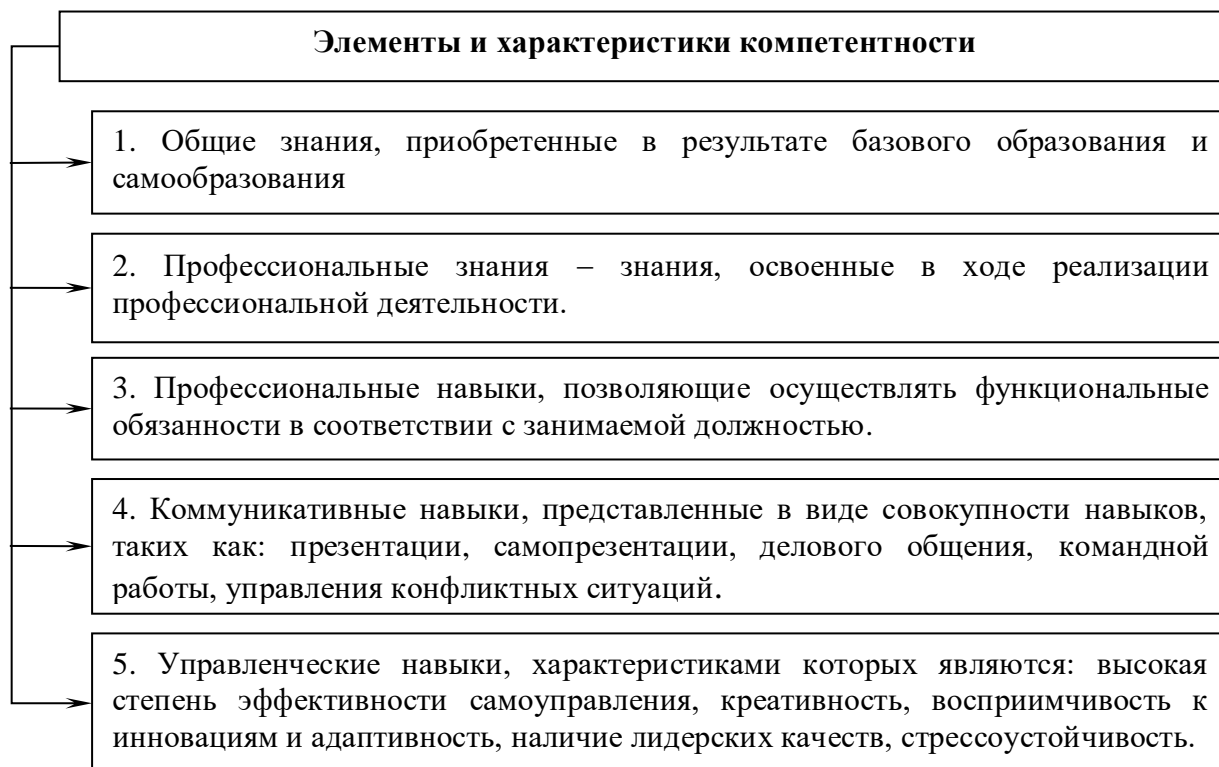 Элементы и характеристики компетентности
1. Общие знания, приобретенные в результате базового образования и
самообразования
2. Профессиональные знания – знания, освоенные в ходе реализации
профессиональной деятельности.
3. Профессиональные навыки, позволяющие осуществлять функциональные
обязанности в соответствии с занимаемой должностью.
4. Коммуникативные навыки, представленные в виде совокупности навыков,
таких как: презентации, самопрезентации, делового общения, командной
работы, управления конфликтных ситуаций.
5. Управленческие навыки, характеристиками которых являются: высокая
степень эффективности самоуправления, креативность, восприимчивость к
инновациям и адаптивность, наличие лидерских качеств, стрессоустойчивость.